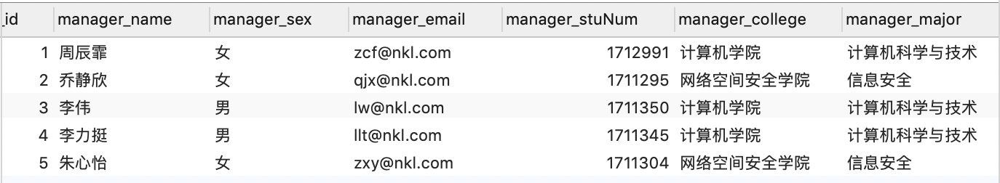 _id manager_name manager_sex manager_email manager_stuNum manager_college manager_major
1 周辰霏 女 zcf@nkl.com 1712991 计算机学院 计算机科学与技术
2 乔静欣 女 qjx@nkl.com 1711295 网络空间安全学院 信息安全
3 李伟 男 lw@nkl.com 1711350 计算机学院 计算机科学与技术
4 李力挺 男 llt@nkl.com 1711345 计算机学院 计算机科学与技术
5 朱心怡 女 zxy@nkl.com 1711304 网络空间安全学院 信息安全